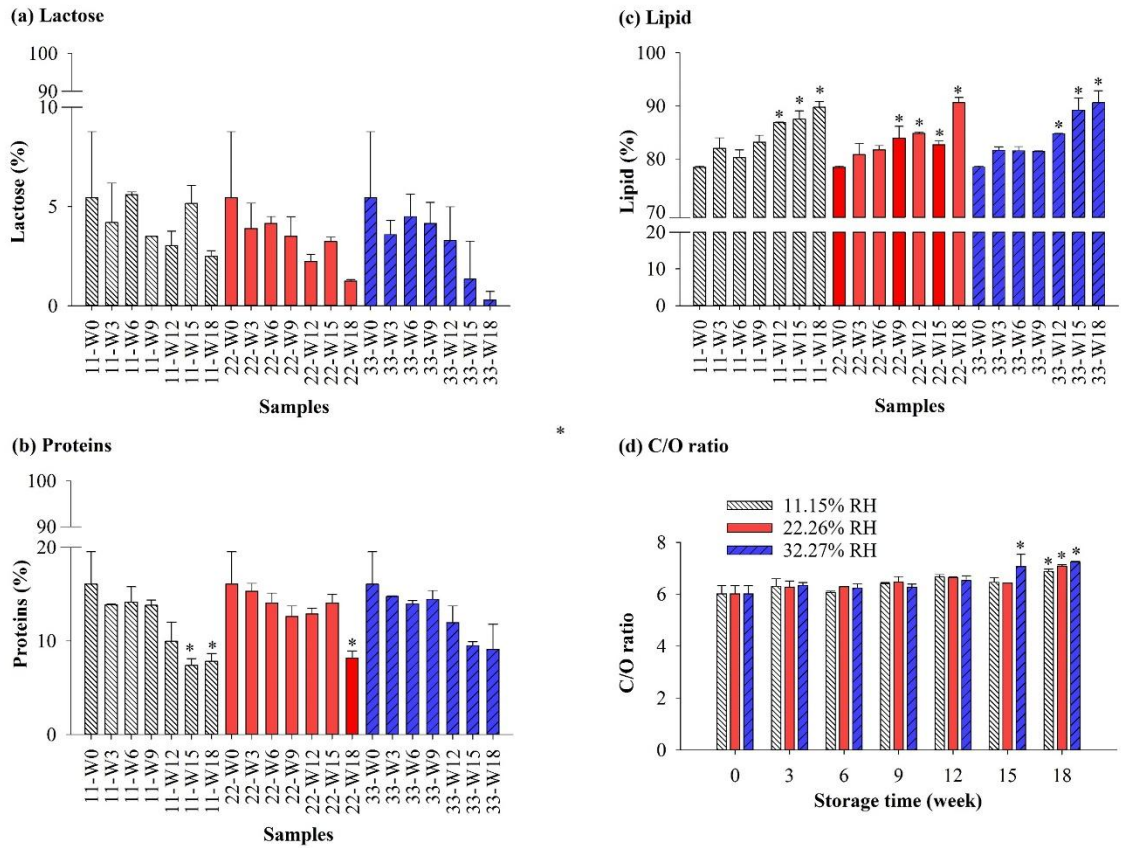 (a) Lactose
100
90
10
5
0
Lactose (%)
11-W0
11-W3
11-W6
11-W9
11-W12
11-W15
11-W18
22-W0
22-W3
22-W6
22-W9
22-W12
22-W15
22-W18
33-W0
33-W3
33-W6
33-W9
33-W12
33-W15
33-W18
Samples
(c) Lipid
100
90
80
70
20
10
0
Lipid (%)
* * *
* * * *
* * *
11-W0
11-W3
11-W6
11-W9
11-W12
11-W15
11-W18
22-W0
22-W3
22-W6
22-W9
22-W12
22-W15
22-W18
33-W0
33-W3
33-W6
33-W9
33-W12
33-W15
33-W18
Samples
*
(b) Proteins
100
90
20
10
0
Proteins (%)
* *
*
11-W0
11-W3
11-W6
11-W9
11-W12
11-W15
11-W18
22-W0
22-W3
22-W6
22-W9
22-W12
22-W15
22-W18
33-W0
33-W3
33-W6
33-W9
33-W12
33-W15
33-W18
Samples
(d) C/O ratio
11.15% RH
22.26% RH
32.27% RH
8
6
4
2
0
C/O ratio
*
* * *
0 3 6 9 12 15 18
Storage time (week)